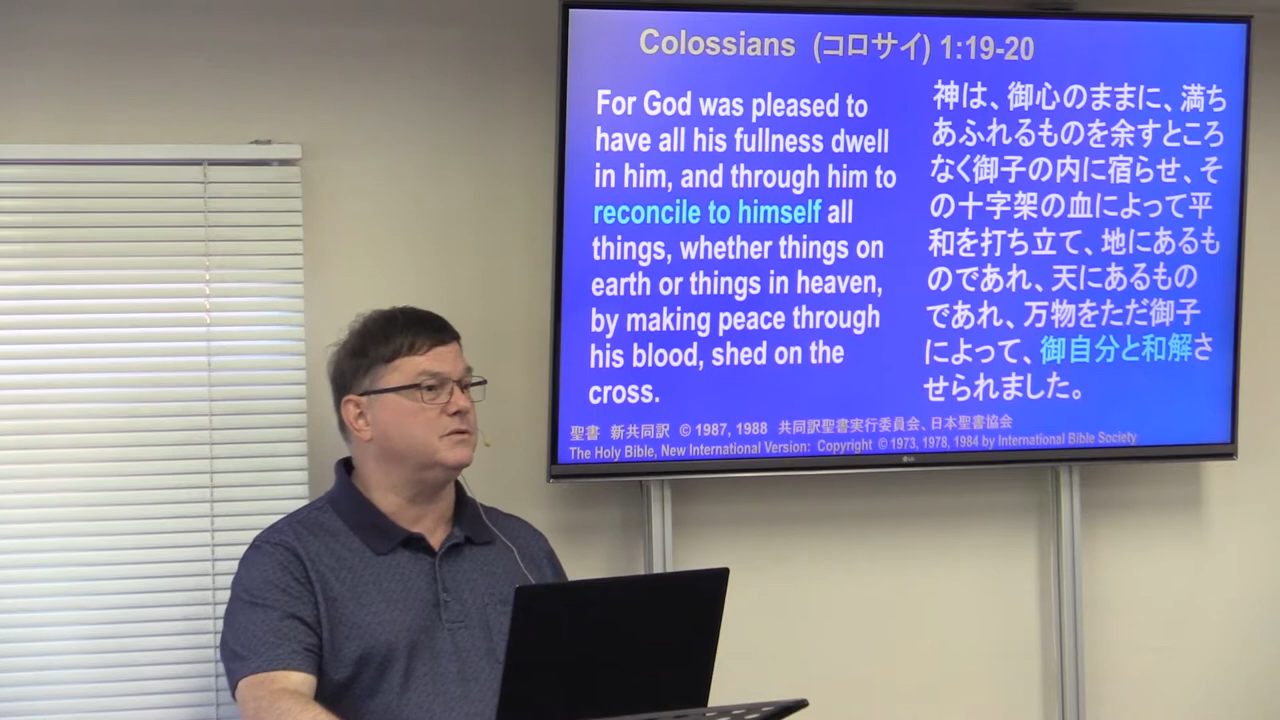 Colossians (コロサイ) 1:19-20
For God was pleased to
have all his fullness dwell
in him, and through him to
reconcile to himself all
things, whether things on
earth or things in heaven,
by making peace through
his blood, shed on the
cross.
神は、御心のままに、満ち
あふれるものを余すところ
なく御子の内に宿らせ、そ
の十字架の血によって平
和を打ち立て、地にあるも
のであれ、天にあるもの
であれ、万物をただ御子
によって、御自分と和解さ
せられました。
聖書 新共同訳 © 1987, 1988 共同訳聖書実行委員会、日本聖書協会
The Holy Bible, New International Version: Copyright © 1973, 1978, 1984 by International Bible Society
LG